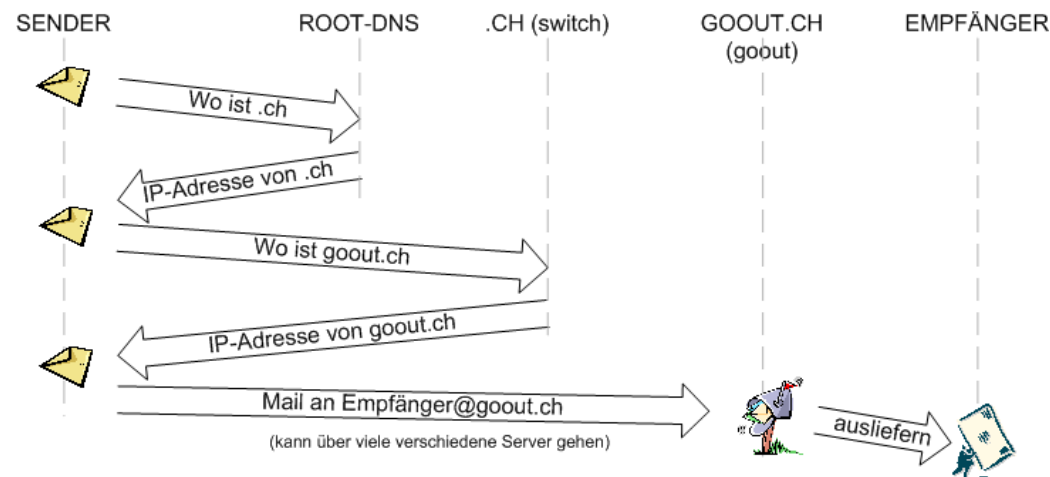 SENDER ROOT-DNS .CH (switch) GOOUT.CH EMPFÄNGER
(goout)
Wo ist .ch
IP-Adresse von .ch
Wo ist goout.ch
IP-Adresse von goout.ch
Mail an Empfänger@goout.ch
ausliefern
(kann über viele verschiedene Server gehen)